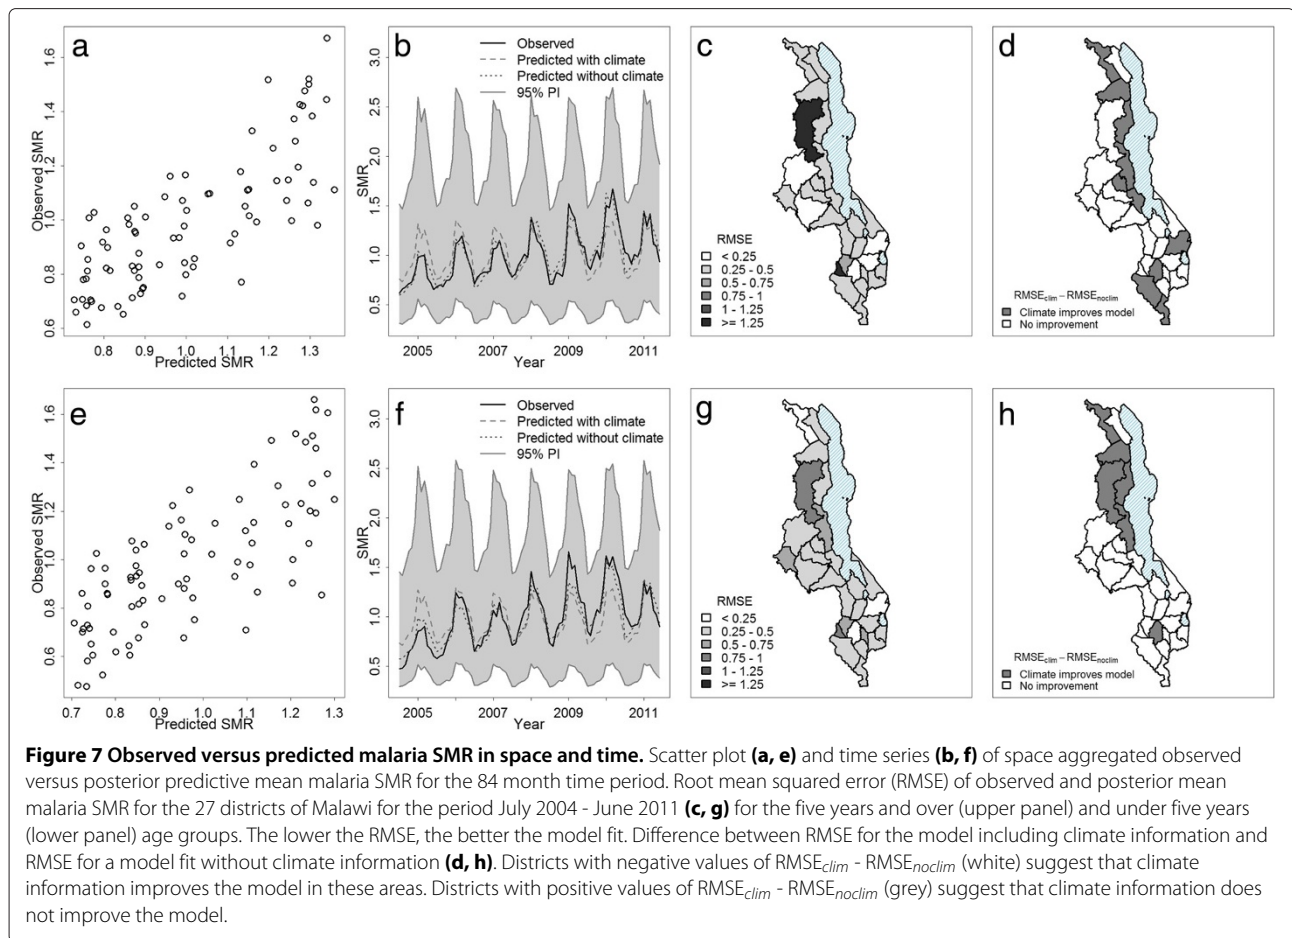 a
Observed SMR
1.6
1.4
1.2
1.0
0.8
0.6
0.8 0.9 1.0 1.1 1.2 1.3
Predicted SMR
b
SMR
3.0
2.5
2.0
1.5
1.0
0.5
Observed
Predicted with climate
Predicted without climate
95% PI
2005 2007 2009 2011
Year
c
RMSE
< 0.25
0.25 - 0.5
0.5 - 0.75
0.75 - 1
1 - 1.25
>= 1.25
d
RMSEclim – RMSEnoclim
Climate improves model
No improvement
e
Observed SMR
1.6
1.4
1.2
1.0
0.8
0.6
0.7 0.8 0.9 1.0 1.1 1.2 1.3
Predicted SMR
f
SMR
3.0
2.5
2.0
1.5
1.0
0.5
Observed
Predicted with climate
Predicted without climate
95% PI
2005 2007 2009 2011
Year
g
RMSE
< 0.25
0.25 - 0.5
0.5 - 0.75
0.75 - 1
1 - 1.25
>= 1.25
h
RMSEclim – RMSEnoclim
Climate improves model
No improvement
Figure 7 Observed versus predicted malaria SMR in space and time. Scatter plot (a, e) and time series (b, f) of space aggregated observed
versus posterior predictive mean malaria SMR for the 84 month time period. Root mean squared error (RMSE) of observed and posterior mean
malaria SMR for the 27 districts of Malawi for the period July 2004 - June 2011 (c, g) for the five years and over (upper panel) and under five years
(lower panel) age groups. The lower the RMSE, the better the model fit. Difference between RMSE for the model including climate information and
RMSE for a model fit without climate information (d, h). Districts with negative values of RMSEclim - RMSEnoclim (white) suggest that climate
information improves the model in these areas. Districts with positive values of RMSEclim - RMSEnoclim (grey) suggest that climate information does
not improve the model.